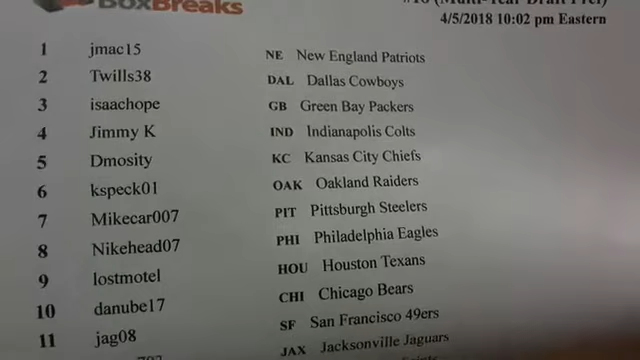 BoxBreaks
4/5/2018 10:02 pm Eastern
1 jmac15 NE New England Patriots
2 Twills38 DAL Dallas Cowboys
3 isaachope GB Green Bay Packers
4 Jimmy K IND Indianapolis Colts
5 Dmosity KC Kansas City Chiefs
6 kspeck01 OAK Oakland Raiders
7 Mikecar007 PIT Pittsburgh Steelers
8 Nikehead07 PHI Philadelphia Eagles
9 lostmotel HOU Houston Texans
10 danube17 CHI Chicago Bears
11 jag08 SF San Francisco 49ers
JAX Jacksonville Jaguars